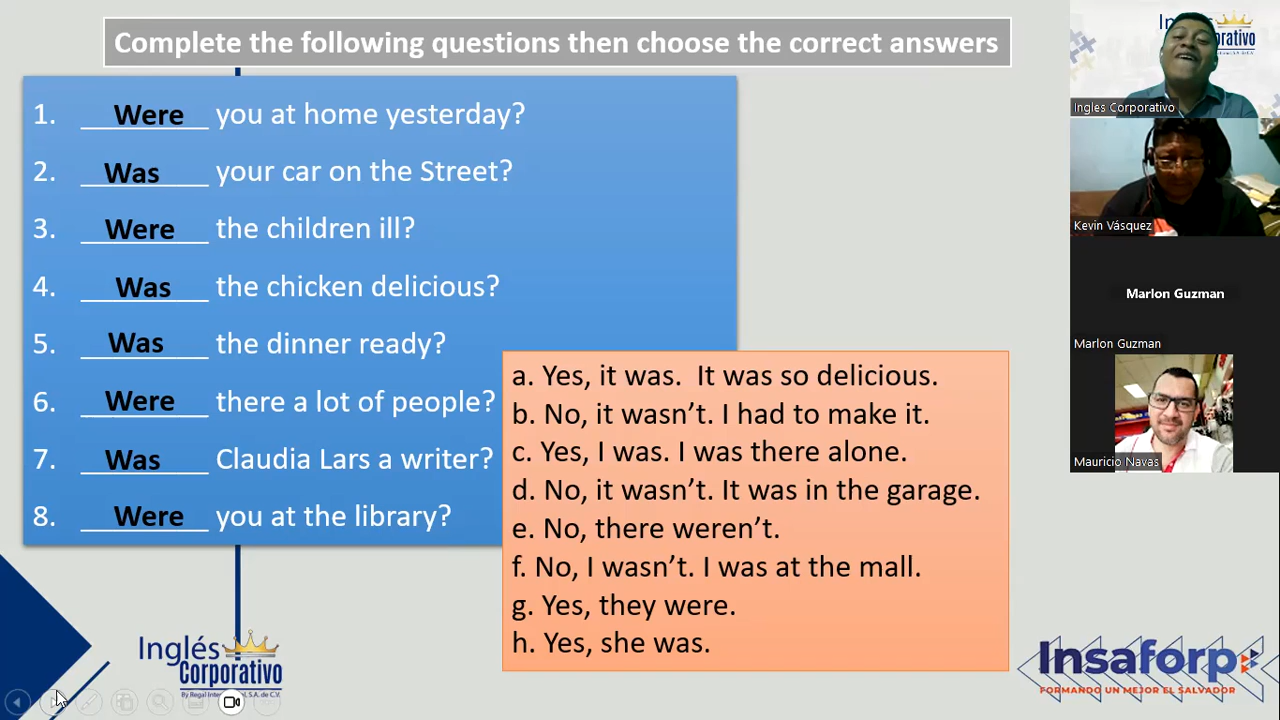 Complete the following questions then choose the correct answers
1. Were you at home yesterday?
2. Was your car on the Street?
3. Were the children ill?
4. Was the chicken delicious?
5. Was the dinner ready?
6. Were there a lot of people?
7. Was Claudia Lars a writer?
8. Were you at the library?
a. Yes, it was. It was so delicious.
b. No, it wasn’t. I had to make it.
c. Yes, I was. I was there alone.
d. No, it wasn’t. It was in the garage.
e. No, there weren’t.
f. No, I wasn’t. I was at the mall.
g. Yes, they were.
h. Yes, she was.
Ingles Corporativo
Kevin Vásquez
Marlon Guzman
Marlon Guzman
Mauricio Navas
Inglés
Corporativo
Insaforp
FORMANDO UN MEJOR EL SALVADOR